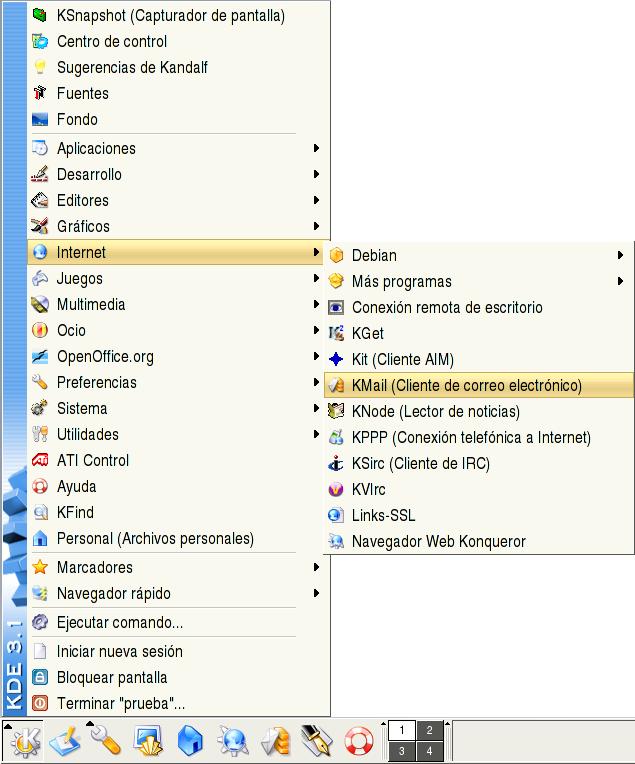 KSnapshot (Capturador de pantalla)
Centro de control
Sugerencias de Kandalf
Fuentes
Fondo
Aplicaciones
Desarrollo
Editores
Gráficos
Internet
Juegos
Multimedia
Ocio
OpenOffice.org
Preferencias
Sistema
Utilidades
ATI Control
Ayuda
KFind
Personal (Archivos personales)
Marcadores
Navegador rápido
Ejecutar comando...
Iniciar nueva sesión
Bloquear pantalla
Terminar "prueba"...
KDE 3.1
Debian
Más programas
Conexión remota de escritorio
KGet
Kit (Cliente AIM)
KMail (Cliente de correo electrónico)
KNode (Lector de noticias)
KPPP (Conexión telefónica a Internet)
KSirc (Cliente de IRC)
KVIrc
Links-SSL
Navegador Web Konqueror
1 2
3 4